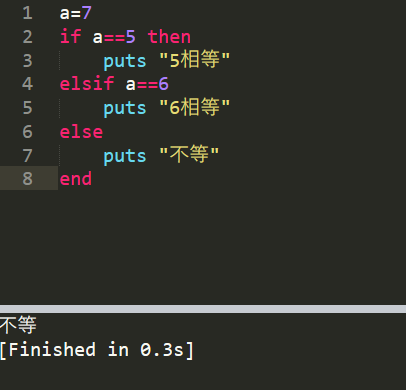 1 a=7
2 if a==5 then
3 puts "5相等"
4 elsif a==6
5 puts "6相等"
6 else
7 puts "不等"
8 end
不等
[Finished in 0.3s]